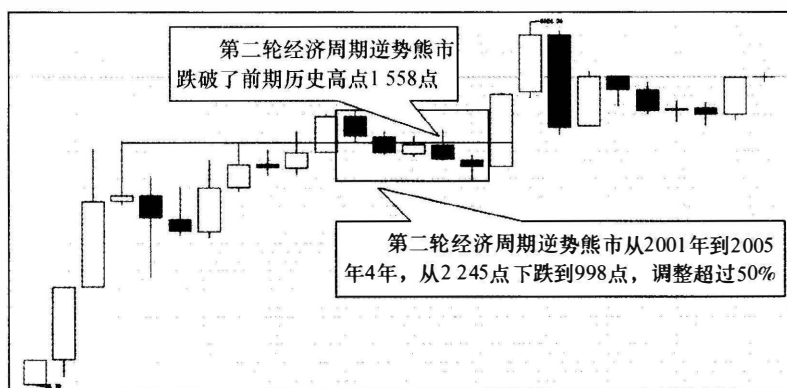 第二轮经济周期逆势熊市
跌破了前期历史高点1 558点
第二轮经济周期逆势熊市从2001年到2005
年4年，从2 245点下跌到998点，调整超过50%